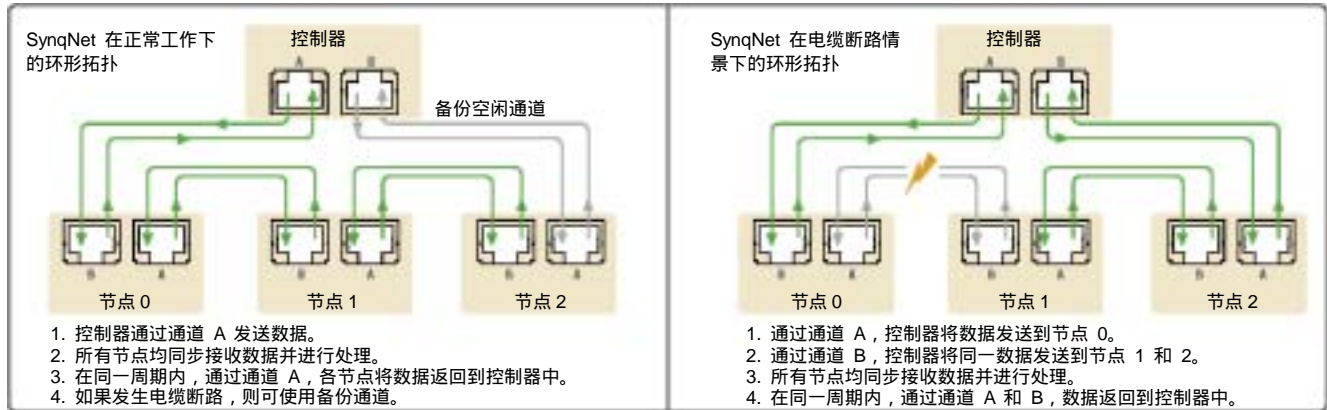 SynqNet 在正常工作下
的环形拓扑
控制器
A
B
备份空闲通道
B
A
B
A
B
A
节点 0
节点 1
节点 2
1. 控制器通过通道 A 发送数据。
2. 所有节点均同步接收数据并进行处理。
3. 在同一周期内，通过通道 A，各节点将数据返回到控制器中。
4. 如果发生电缆断路，则可使用备份通道。
SynqNet 在电缆断路情
景下的环形拓扑
控制器
A
B
B
A
B
A
B
A
节点 0
节点 1
节点 2
1. 通过通道 A，控制器将数据发送到节点 0。
2. 通过通道 B，控制器将同一数据发送到节点 1 和 2。
3. 所有节点均同步接收数据并进行处理。
4. 在同一周期内，通过通道 A 和 B，数据返回到控制器中。